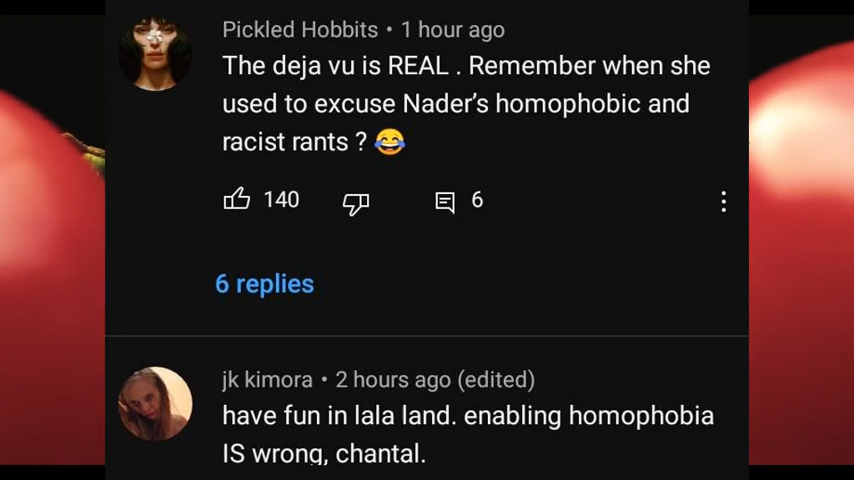 Pickled Hobbits • 1 hour ago
The deja vu is REAL . Remember when she
used to excuse Nader’s homophobic and
racist rants ? 😂
140
6
6 replies
jk kimora • 2 hours ago (edited)
have fun in lala land. enabling homophobia
IS wrong, chantal.